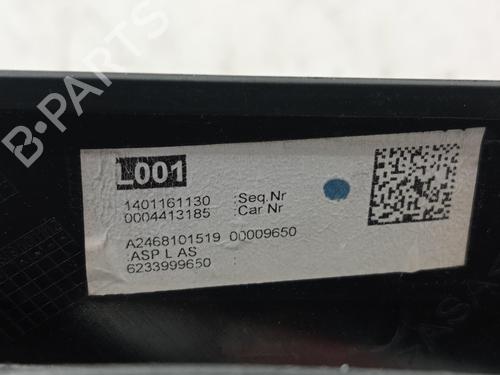 B-PARTS
L001
1401161130 :Seq.Nr
0004413185 :Car Nr
A2468101519 00009650
:ASP L AS
6233999650